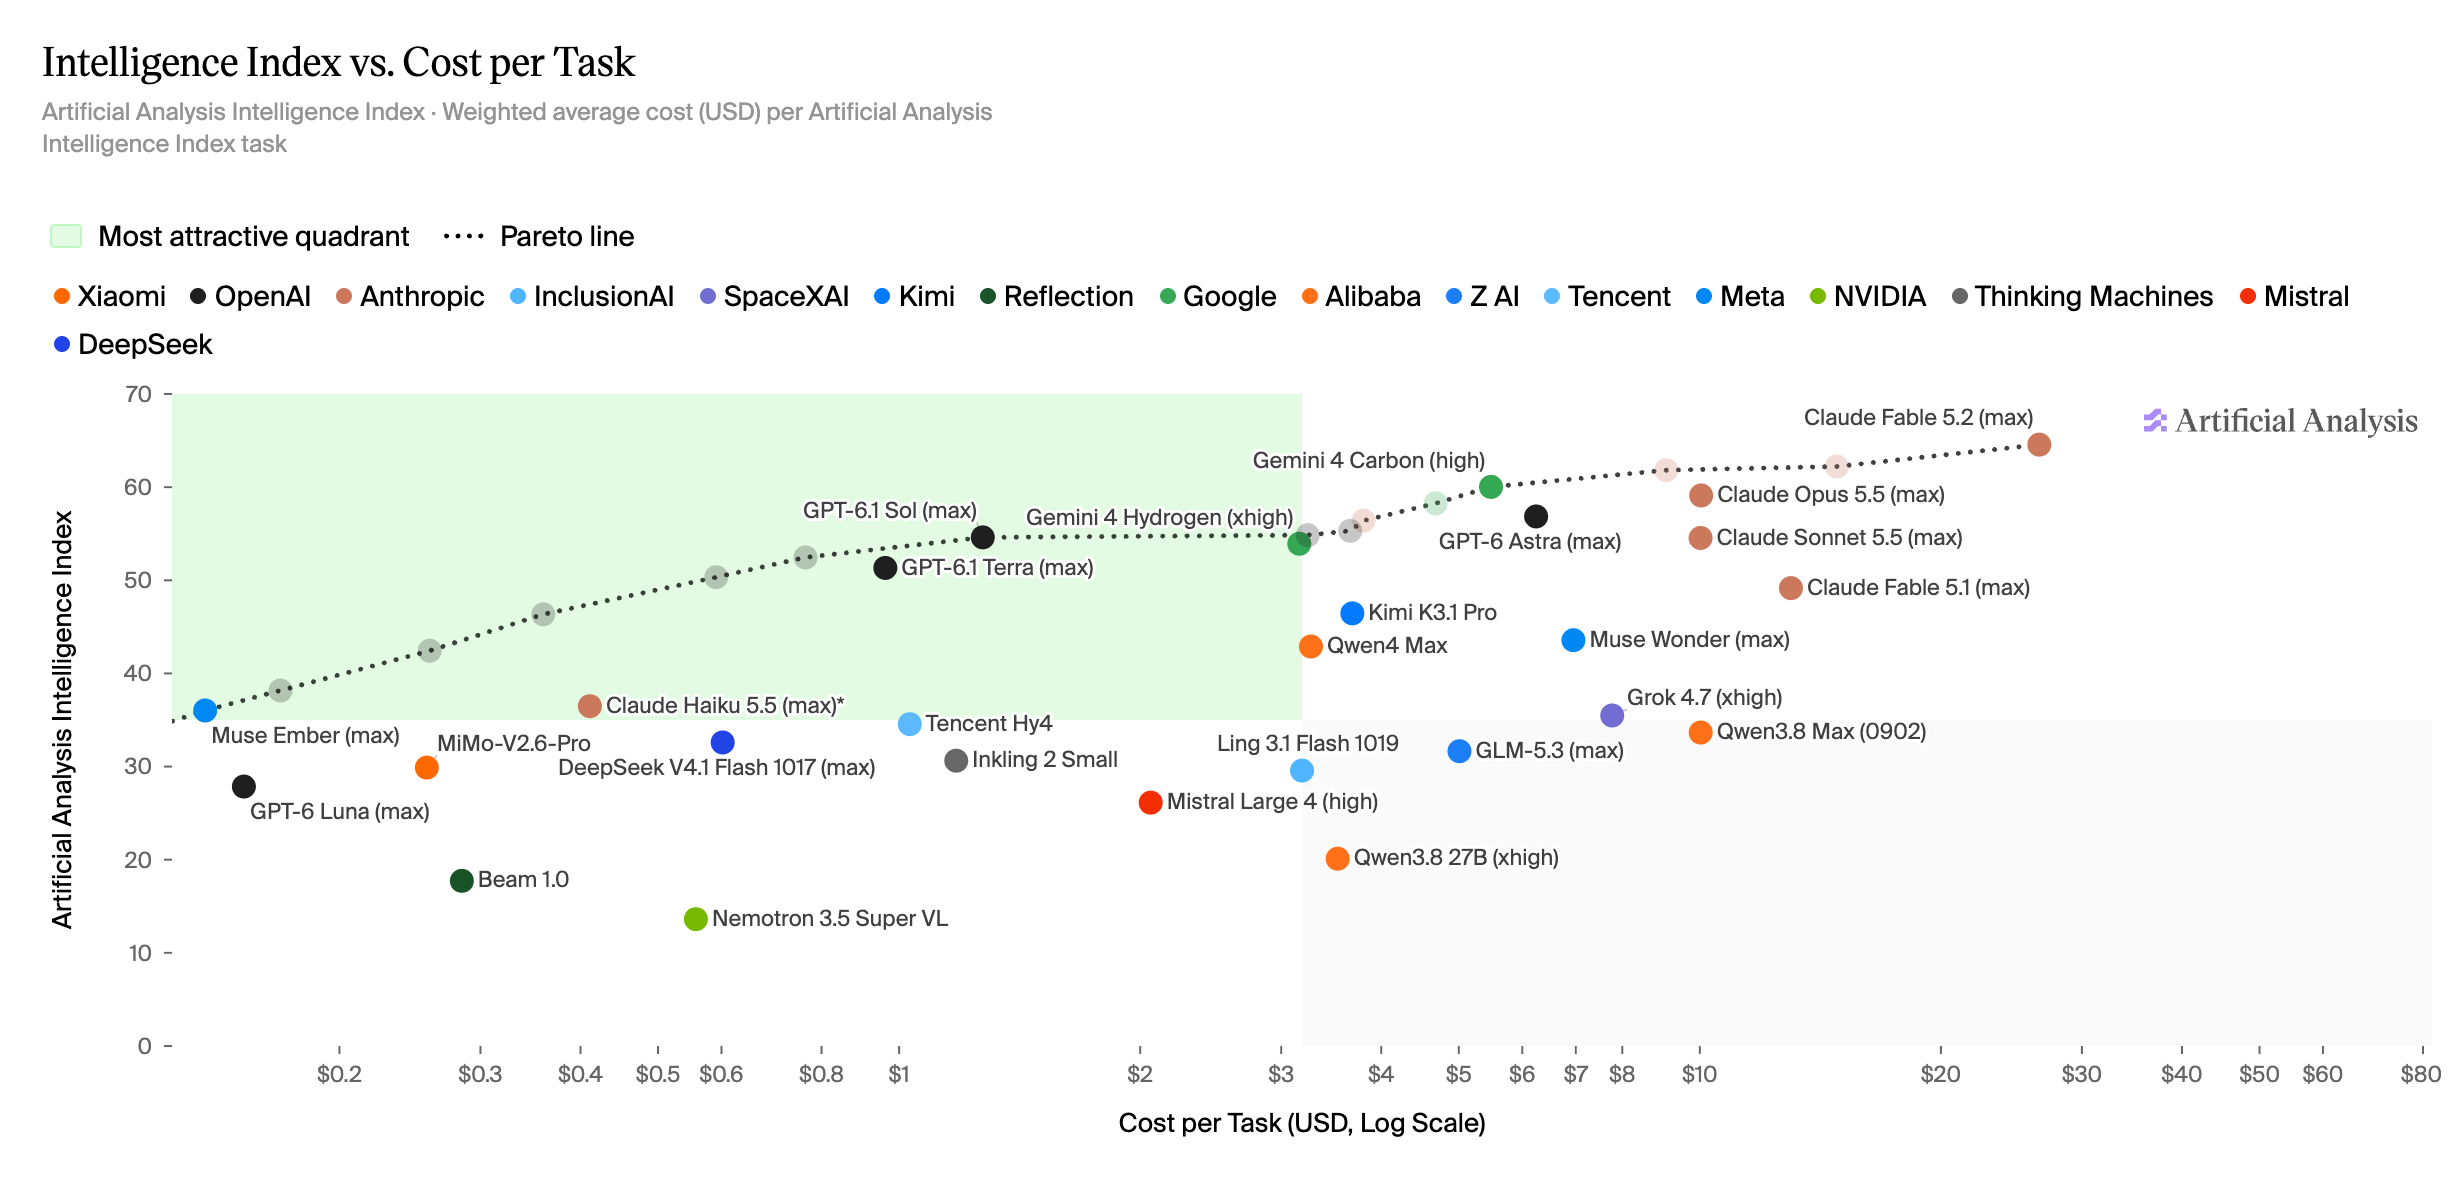 Intelligence Index vs. Cost per Task
Artificial Analysis Intelligence Index · Weighted average cost (USD) per Artificial Analysis
Intelligence Index task
Most attractive quadrant
Pareto line
Xiaomi
OpenAI
Anthropic
InclusionAI
SpaceXAI
Kimi
Reflection
Google
Alibaba
Z AI
Tencent
Meta
NVIDIA
Thinking Machines
Mistral
DeepSeek
Artificial Analysis Intelligence Index
70
60
50
40
30
20
10
0
Artificial Analysis
Claude Fable 5.2 (max)
Gemini 4 Carbon (high)
Claude Opus 5.5 (max)
GPT-6.1 Sol (max)
Gemini 4 Hydrogen (xhigh)
GPT-6 Astra (max)
Claude Sonnet 5.5 (max)
GPT-6.1 Terra (max)
Claude Fable 5.1 (max)
Kimi K3.1 Pro
Qwen4 Max
Muse Wonder (max)
Grok 4.7 (xhigh)
Claude Haiku 5.5 (max)*
Tencent Hy4
Qwen3.8 Max (0902)
Muse Ember (max)
MiMo-V2.6-Pro
Ling 3.1 Flash 1019
GLM-5.3 (max)
Inkling 2 Small
DeepSeek V4.1 Flash 1017 (max)
GPT-6 Luna (max)
Mistral Large 4 (high)
Qwen3.8 27B (xhigh)
Beam 1.0
Nemotron 3.5 Super VL
$0.2
$0.3
$0.4
$0.5
$0.6
$0.8
$1
$2
$3
$4
$5
$6
$7
$8
$10
$20
$30
$40
$50
$60
$80
Cost per Task (USD, Log Scale)